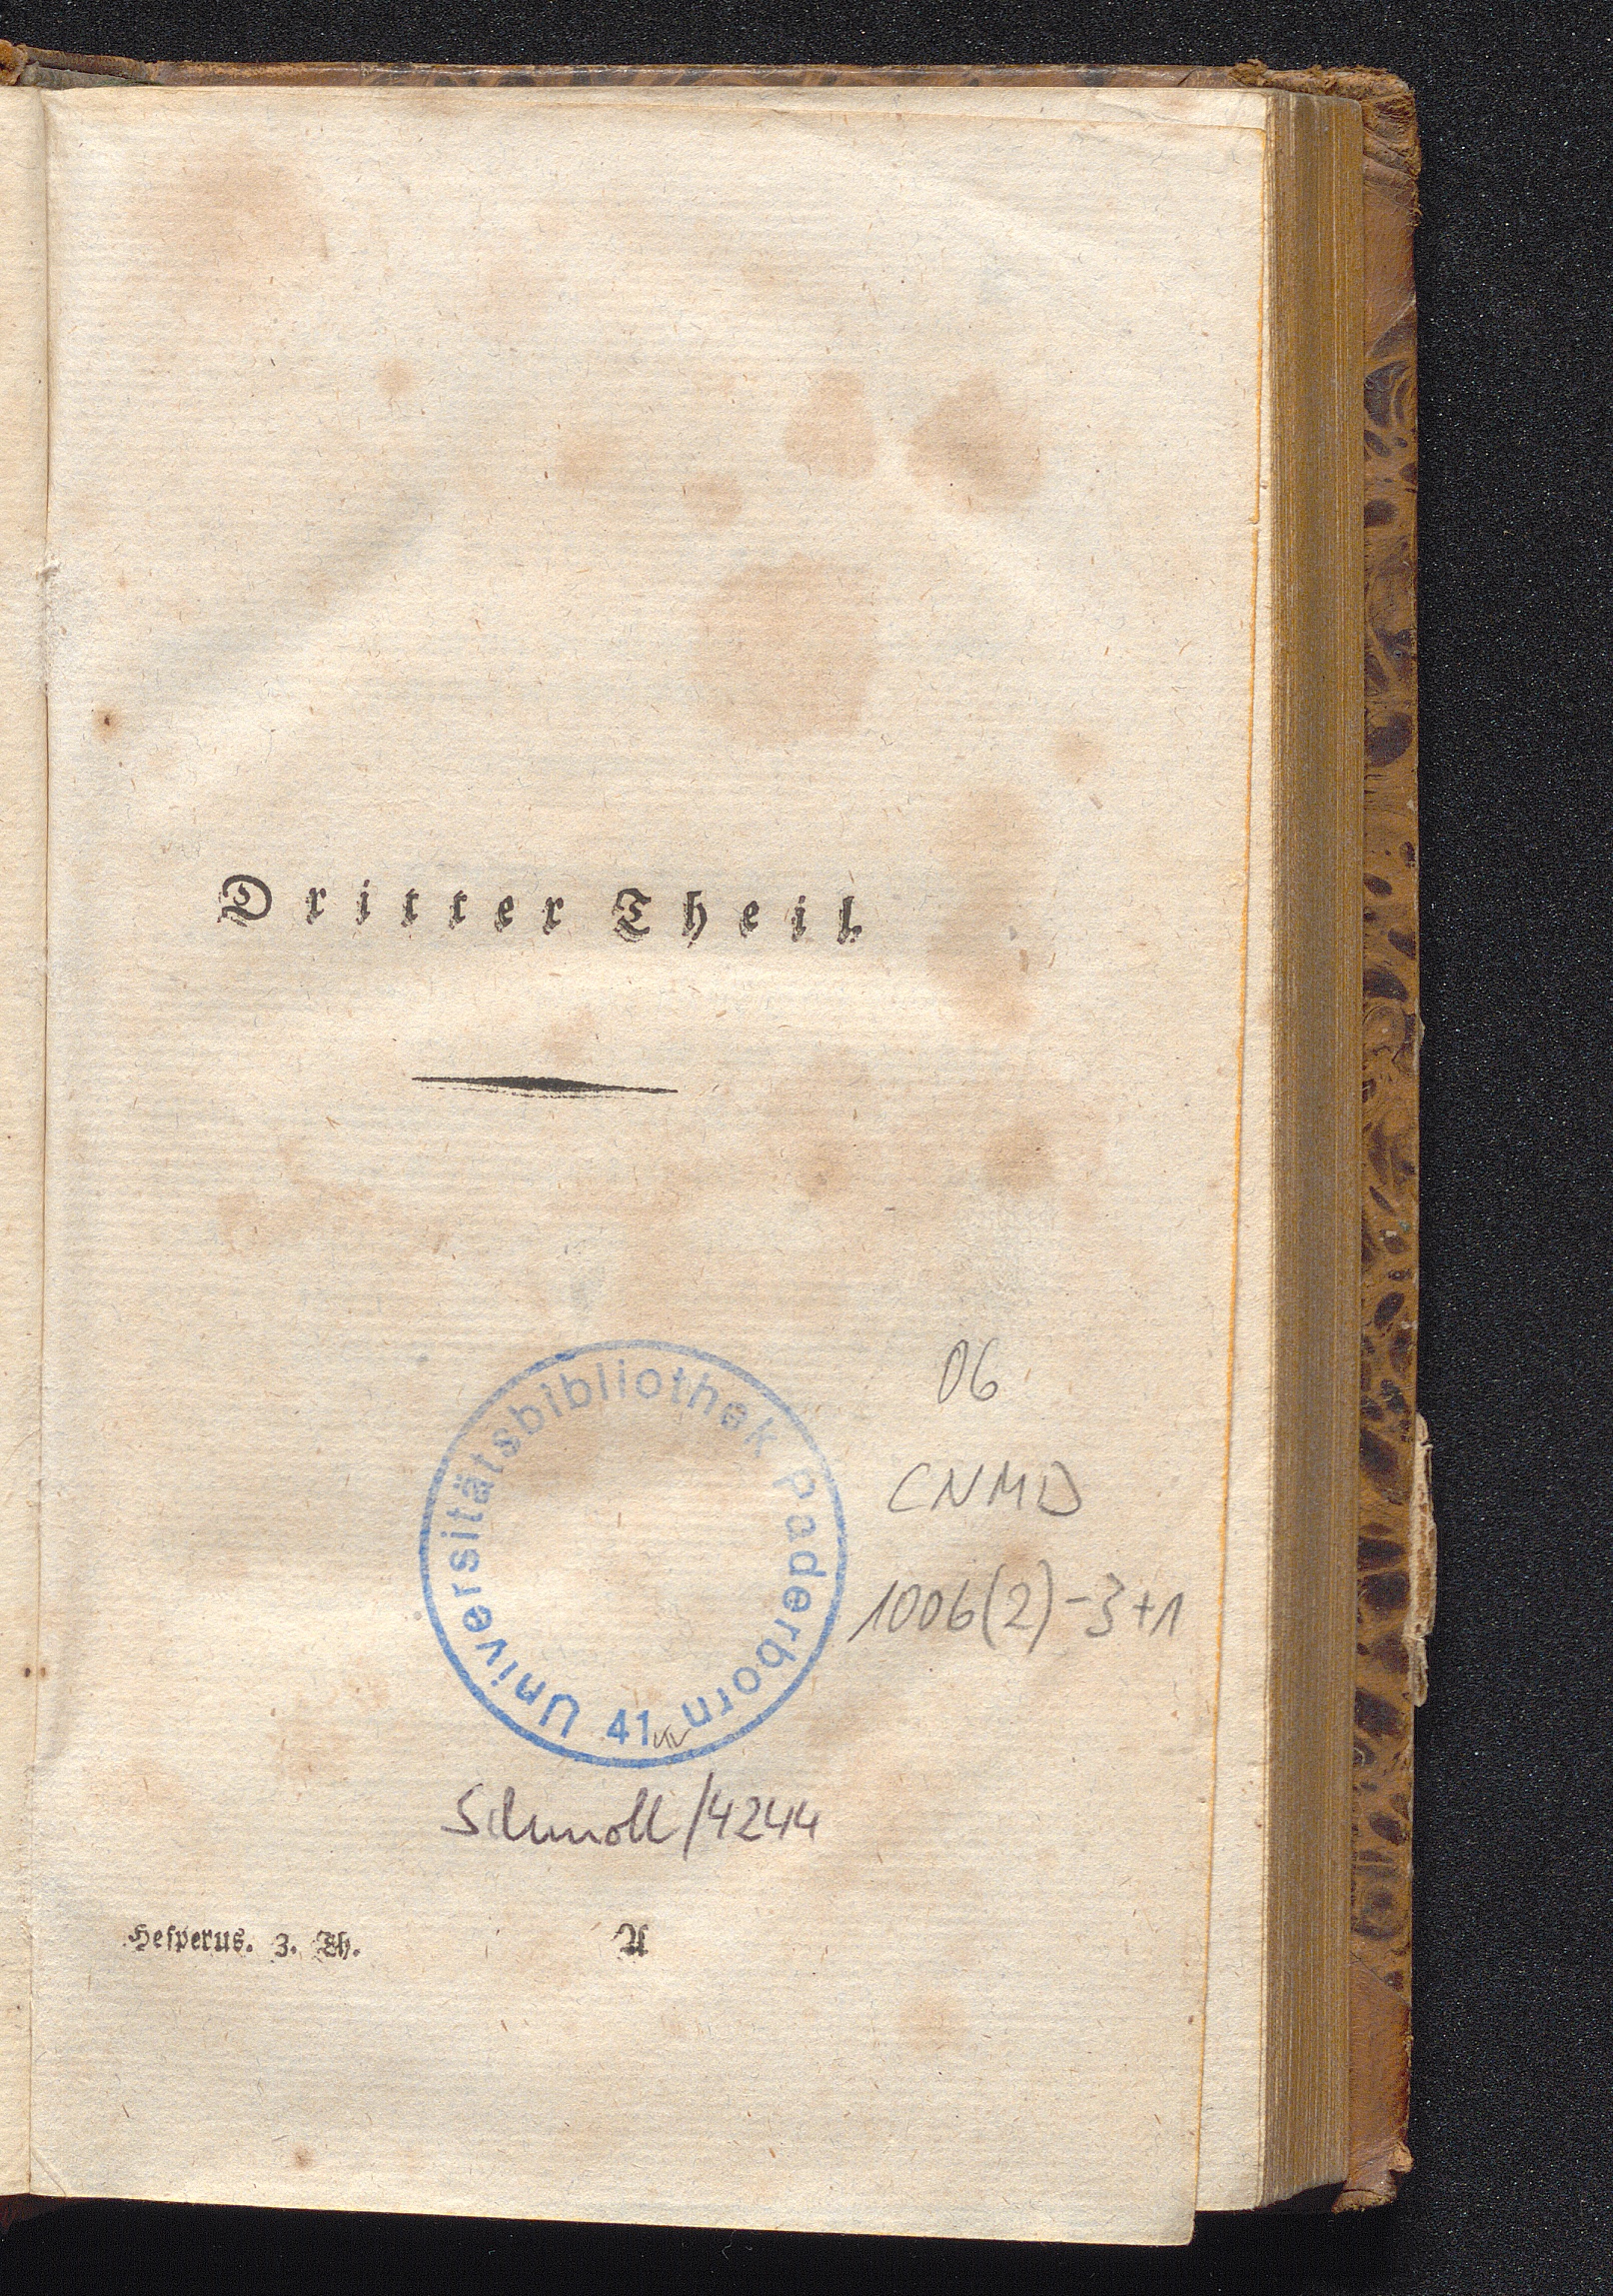 Dritter Theil.
06
CNMD
1006(2)-3+1
Universitätsbibliothek Paderborn
41
Schmoll/4244
Hesperus. 3. Th. A